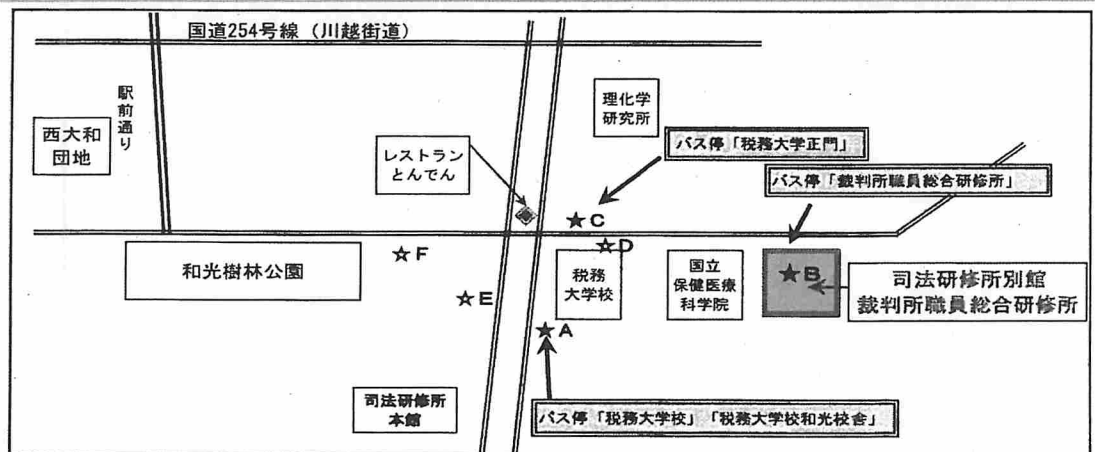 国道254号線（川越街道）
駅前通り
西大和
団地
理化学
研究所
レストラン
とんでん
バス停「税務大学正門」
バス停「裁判所職員総合研修所」
★C
☆D
☆F
和光樹林公園
税務
大学校
国立
保健医療
科学院
★B
司法研修所別館
裁判所職員総合研修所
☆E
★A
司法研修所
本館
バス停「税務大学校」「税務大学校和光校舎」